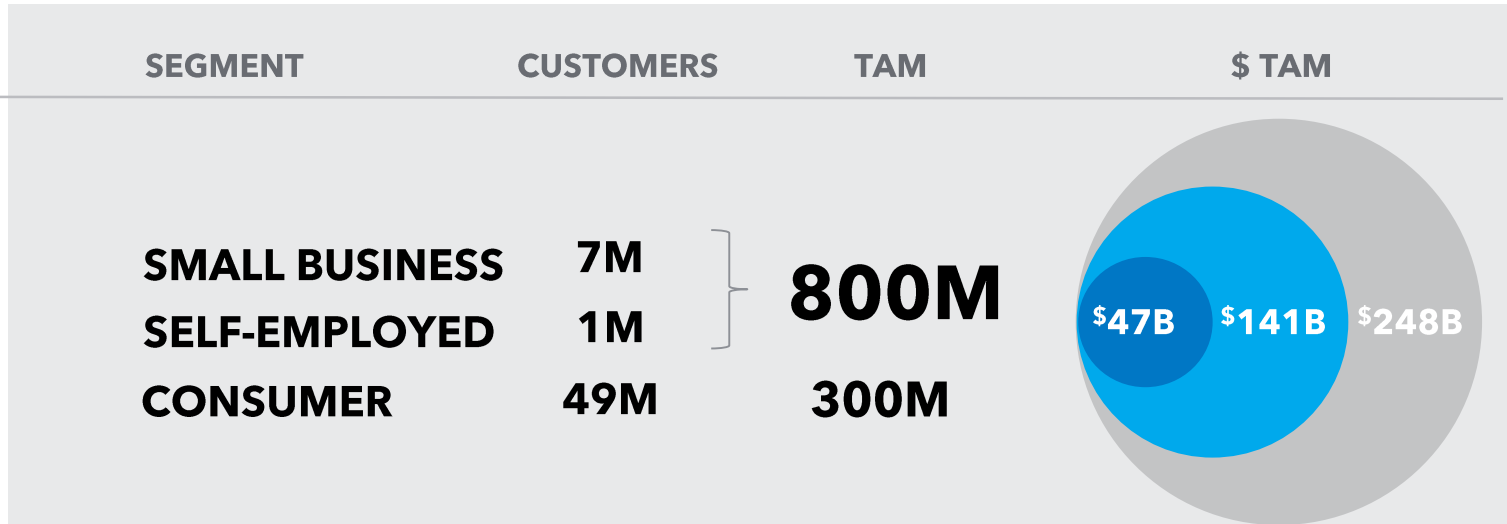 SEGMENT CUSTOMERS TAM $ TAM
SMALL BUSINESS 7M
SELF-EMPLOYED 1M
800M
CONSUMER 49M 300M
$47B $141B $248B